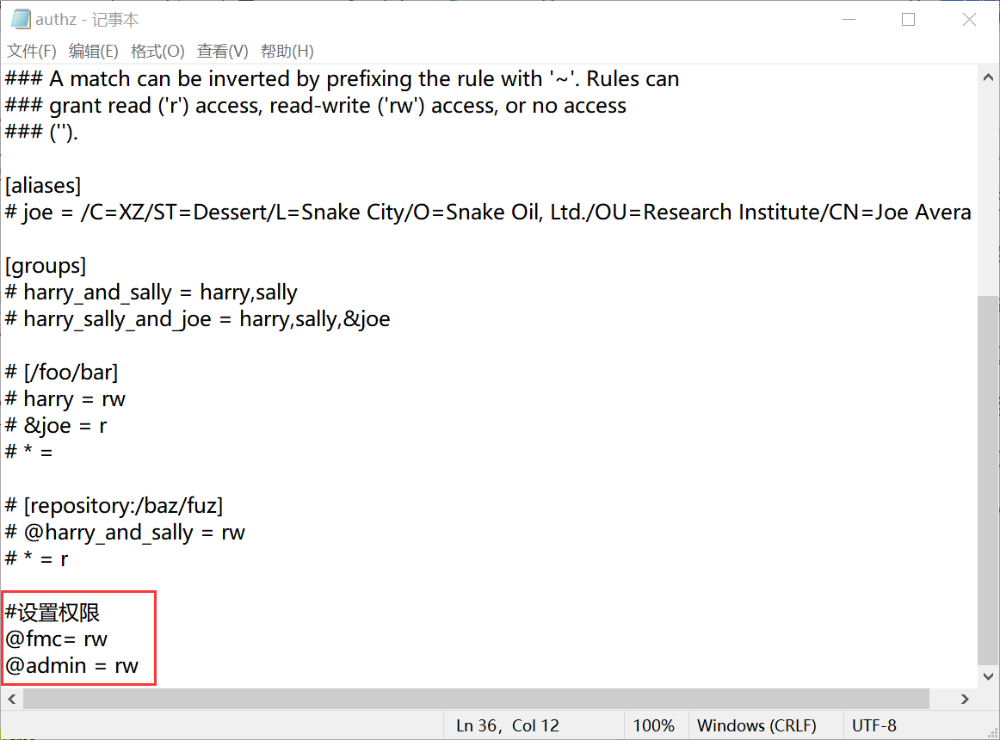 authz - 记事本
文件(F) 编辑(E) 格式(O) 查看(V) 帮助(H)
### A match can be inverted by prefixing the rule with '~'. Rules can
### grant read ('r') access, read-write ('rw') access, or no access
### ('').
[aliases]
# joe = /C=XZ/ST=Dessert/L=Snake City/O=Snake Oil, Ltd./OU=Research Institute/CN=Joe Avera
[groups]
# harry_and_sally = harry,sally
# harry_sally_and_joe = harry,sally,&joe
# [/foo/bar]
# harry = rw
# &joe = r
# * =
# [repository:/baz/fuz]
# @harry_and_sally = rw
# * = r
#设置权限
@fmc= rw
@admin = rw
Ln 36，Col 12 100% Windows (CRLF) UTF-8